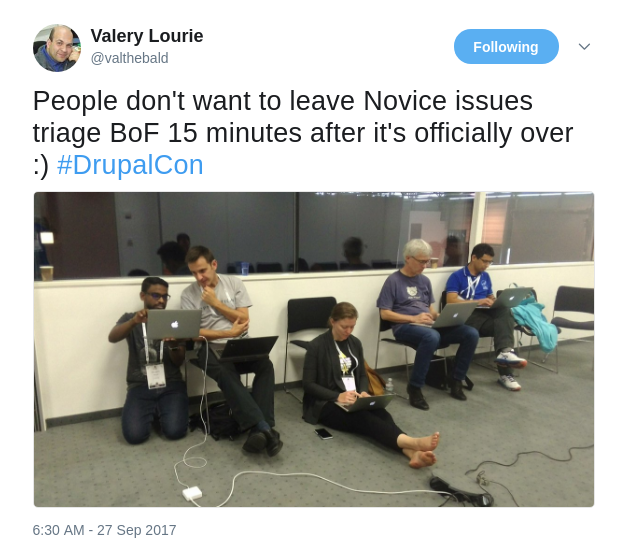 Valery Lourie
@valthebald
Following
People don't want to leave Novice issues
triage BoF 15 minutes after it's officially over
:) #DrupalCon
6:30 AM - 27 Sep 2017